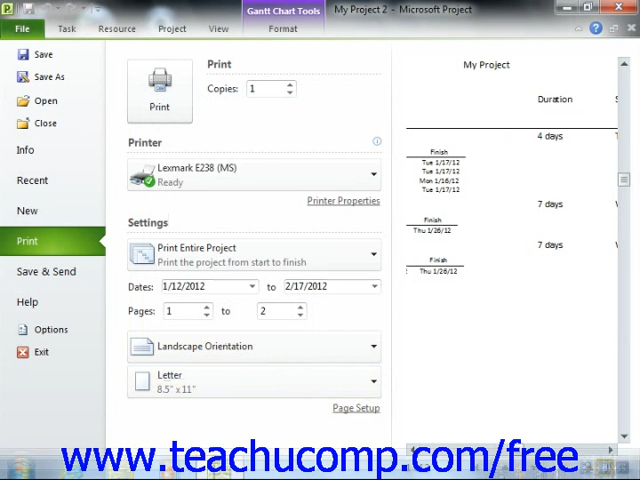 Gantt Chart Tools
My Project 2 - Microsoft Project
File Task Resource Project View Format
Save
Save As
Open
Close
Info
Recent
New
Print
Save & Send
Help
Options
Exit
Print
Print
Copies: 1
Printer
Lexmark E238 (MS)
Ready
Printer Properties
Settings
Print Entire Project
Print the project from start to finish
Dates: 1/12/2012 to 2/17/2012
Pages: 1 to 2
Landscape Orientation
Letter
8.5" x 11"
Page Setup
My Project
Duration S
4 days
Finish
Tue 1/17/12
Tue 1/17/12
Mon 1/16/12
Tue 1/17/12
7 days
Finish
Thu 1/26/12
7 days
Finish
Thu 1/26/12
www.teachucomp.com/free